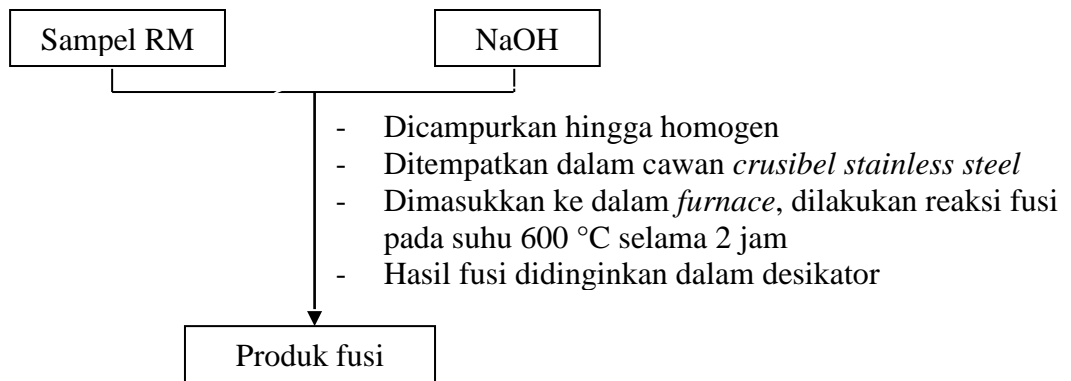 Sampel RM
NaOH
- Dicampurkan hingga homogen
- Ditempatkan dalam cawan crusibel stainless steel
- Dimasukkan ke dalam furnace, dilakukan reaksi fusi
pada suhu 600 °C selama 2 jam
- Hasil fusi didinginkan dalam desikator
Produk fusi